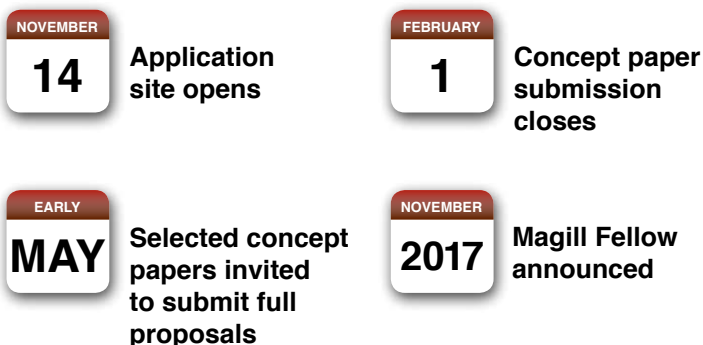 NOVEMBER
14
Application
site opens
FEBRUARY
1
Concept paper
submission
closes
EARLY
MAY
Selected concept
papers invited
to submit full
proposals
NOVEMBER
2017
Magill Fellow
announced